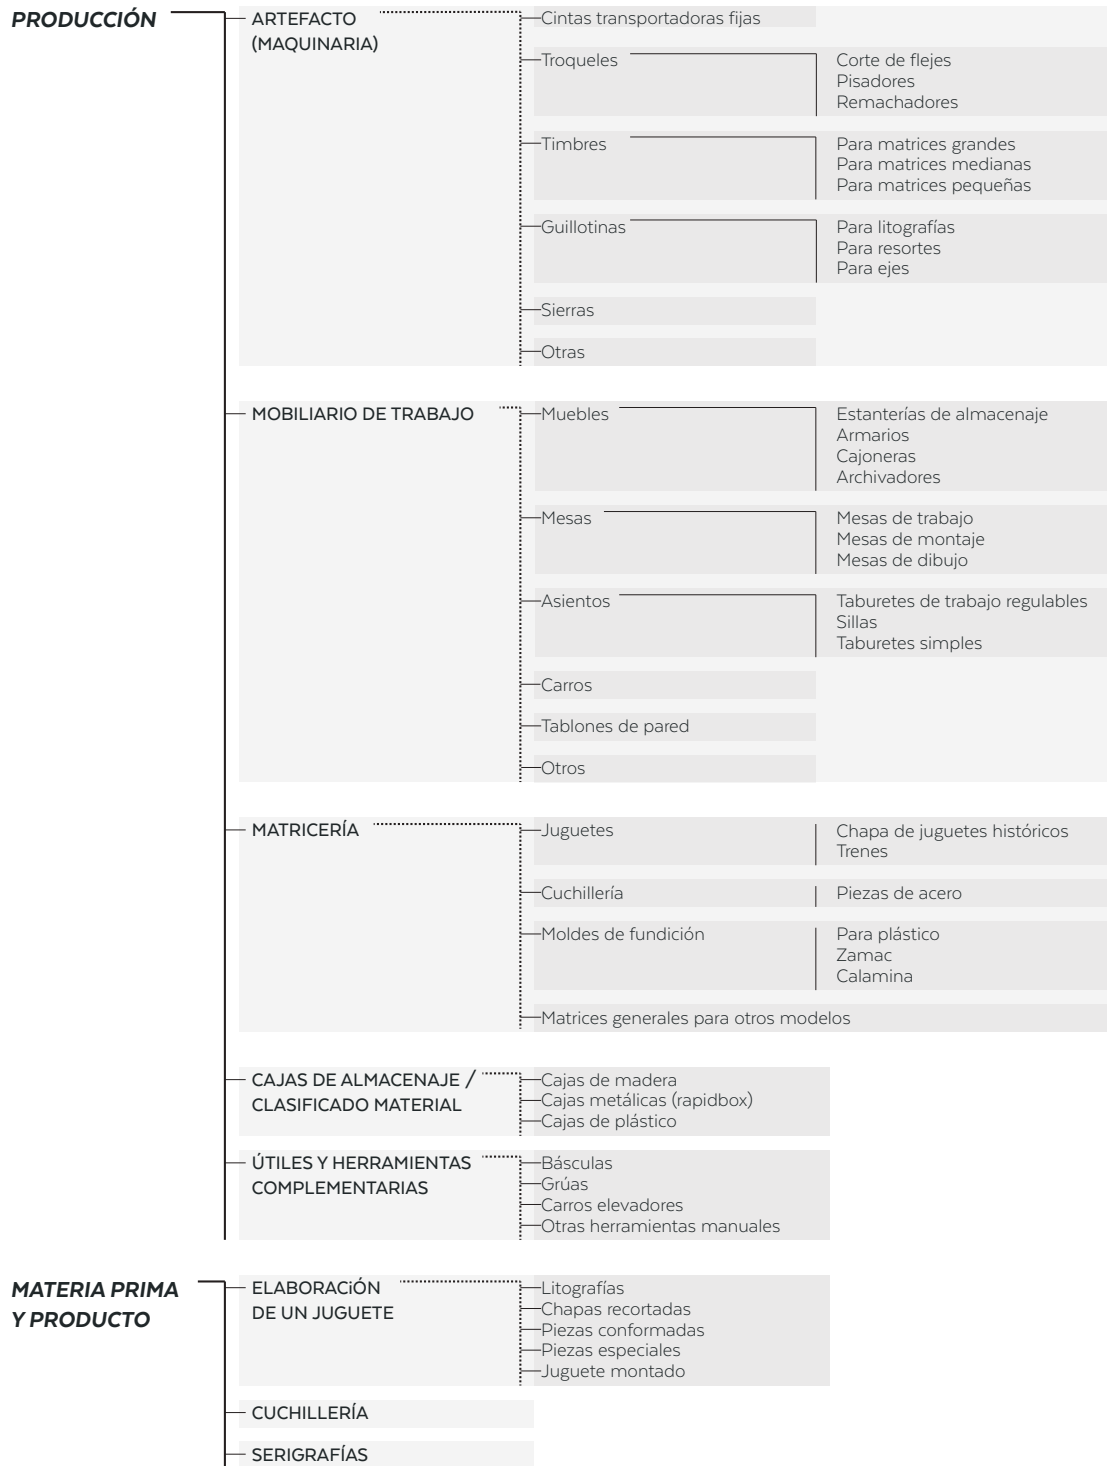 PRODUCCIÓN
ARTEFACTO
(MAQUINARIA)
Cintas transportadoras fijas
Troqueles
Corte de flejes
Pisadores
Remachadores
Timbres
Para matrices grandes
Para matrices medianas
Para matrices pequeñas
Guillotinas
Para litografías
Para resortes
Para ejes
Sierras
Otras
MOBILIARIO DE TRABAJO
Muebles
Estanterías de almacenaje
Armarios
Cajoneras
Archivadores
Mesas
Mesas de trabajo
Mesas de montaje
Mesas de dibujo
Asientos
Taburetes de trabajo regulables
Sillas
Taburetes simples
Carros
Tablones de pared
Otros
MATRICERÍA
Juguetes
Chapa de juguetes históricos
Trenes
Cuchillería
Piezas de acero
Moldes de fundición
Para plástico
Zamac
Calamina
Matrices generales para otros modelos
CAJAS DE ALMACENAJE /
CLASIFICADO MATERIAL
Cajas de madera
Cajas metálicas (rapidbox)
Cajas de plástico
ÚTILES Y HERRAMIENTAS
COMPLEMENTARIAS
Básculas
Grúas
Carros elevadores
Otras herramientas manuales
MATERIA PRIMA
Y PRODUCTO
ELABORACiÓN
DE UN JUGUETE
Litografías
Chapas recortadas
Piezas conformadas
Piezas especiales
Juguete montado
CUCHILLERÍA
SERIGRAFÍAS